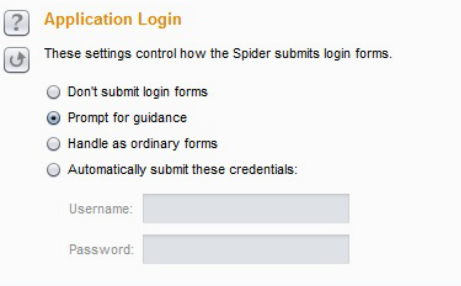 ?
Application Login
These settings control how the Spider submits login forms.
Don't submit login forms
Prompt for guidance
Handle as ordinary forms
Automatically submit these credentials:
Username:
Password: